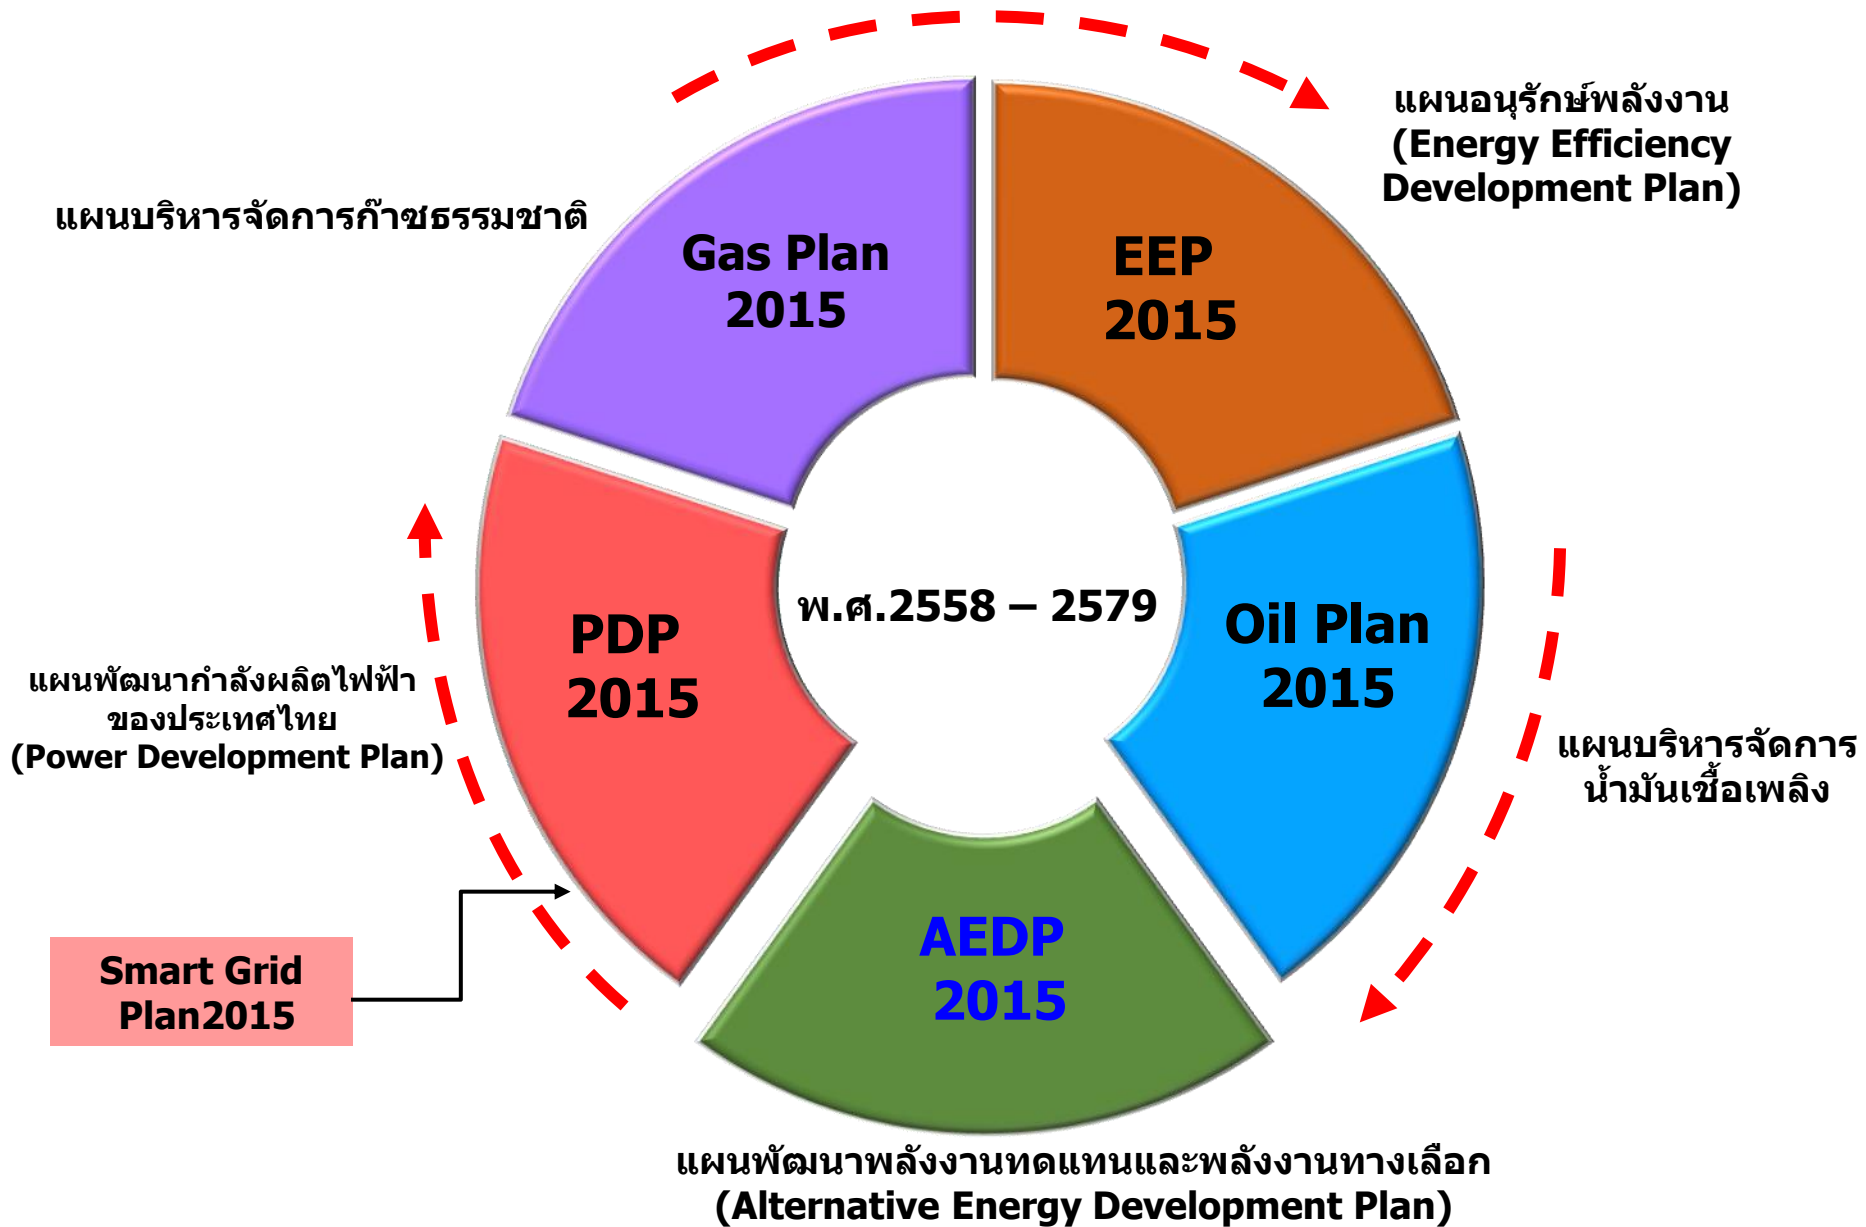 แผนอนุรักษ์พลังงาน
(Energy Efficiency
Development Plan)
แผนบริหารจัดการก๊าซธรรมชาติ
Gas Plan
2015
EEP
2015
พ.ศ.2558 – 2579
PDP
2015
Oil Plan
2015
แผนพัฒนากำลังผลิตไฟฟ้า
ของประเทศไทย
(Power Development Plan)
แผนบริหารจัดการ
น้ำมันเชื้อเพลิง
AEDP
2015
Smart Grid
Plan2015
แผนพัฒนาพลังงานทดแทนและพลังงานทางเลือก
(Alternative Energy Development Plan)